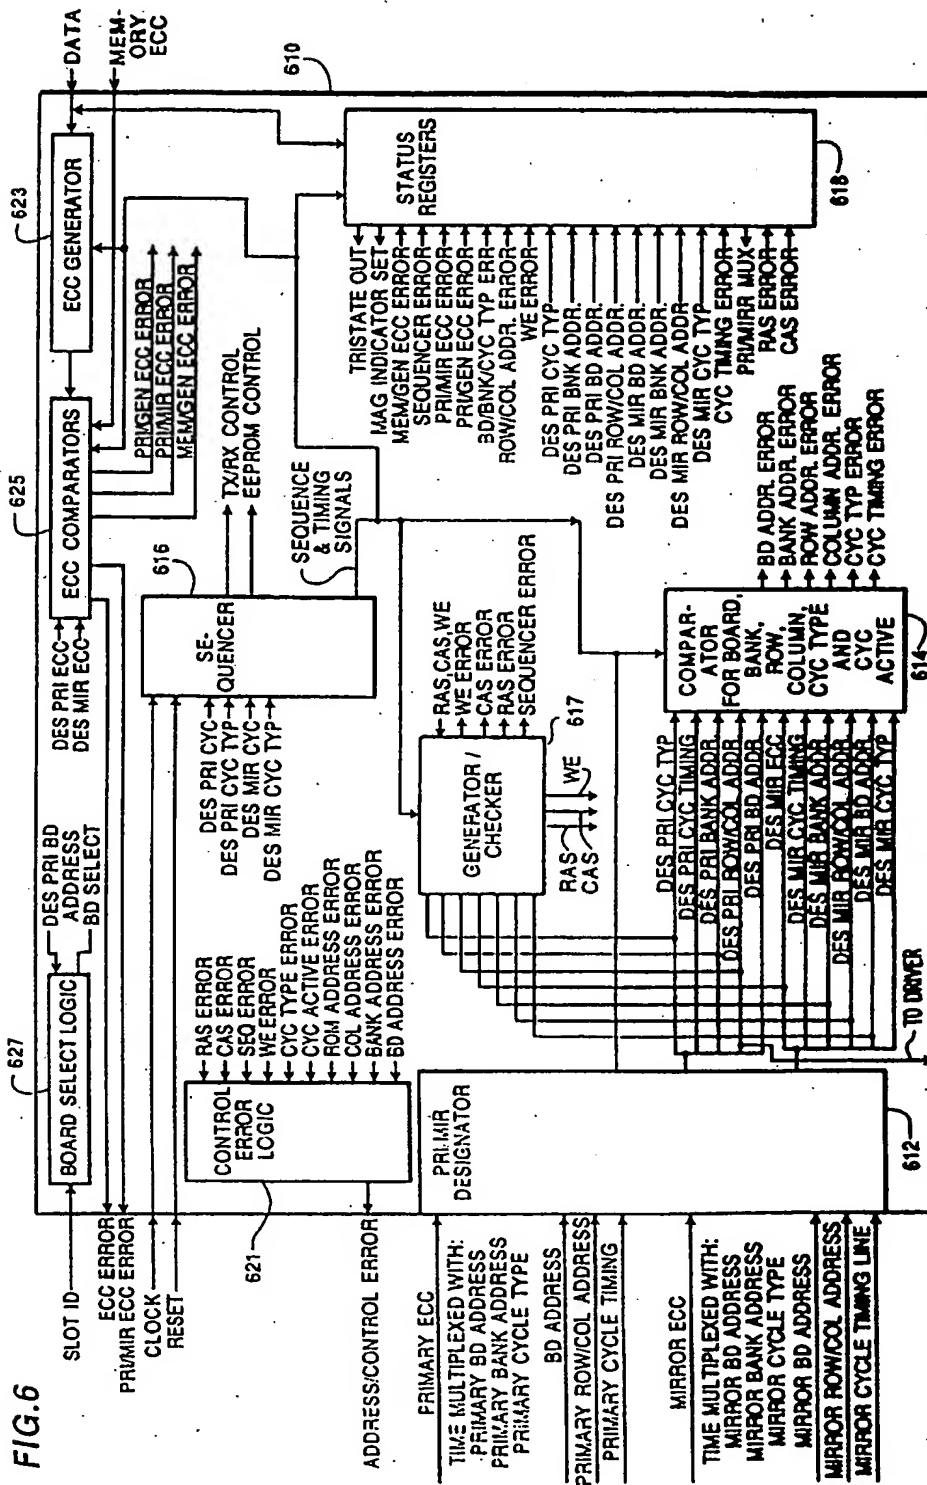 FIG.6
SLOT ID
ECC ERROR
PRI/MIR ECC ERROR
CLOCK
RESET
ADDRESS/CONTROL ERROR
PRIMARY ECC
TIME MULTIPLEXED WITH:
PRIMARY BD ADDRESS
PRIMARY BANK ADDRESS
PRIMARY CYCLE TYPE
BD ADDRESS
PRIMARY ROW/COL ADDRESS
PRIMARY CYCLE TIMING
MIRROR ECC
TIME MULTIPLEXED WITH:
MIRROR BD ADDRESS
MIRROR BANK ADDRESS
MIRROR CYCLE TYPE
MIRROR BD ADDRESS
MIRROR ROW/COL ADDRESS
MIRROR CYCLE TIMING LINE
627
BOARD SELECT LOGIC
DES PRI BD
ADDRESS
BD SELECT
621
CONTROL
ERROR
LOGIC
RAS ERROR
CAS ERROR
SEQ ERROR
WE ERROR
CYC TYPE ERROR
CYC ACTIVE ERROR
ROM ADDRESS ERROR
COL ADDRESS ERROR
BANK ADDRESS ERROR
BD ADDRESS ERROR
PRI-MIR
DESIGNATOR
612
TO DRIVER
625
ECC COMPARATORS
DES PRI ECC
DES MIR ECC
PRI/GEN ECC ERROR
PRI/MIR ECC ERROR
MEM/GEN ECC ERROR
623
ECC GENERATOR
DATA
MEM-
ORY
ECC
610
616
SE-
QUENCER
DES PRI CYC
DES PRI CYC TYP
DES MIR CYC
DES MIR CYC TYP
TX/RX CONTROL
EEPROM CONTROL
SEQUENCE
& TIMING
SIGNALS
617
GENERATOR /
CHECKER
RAS,CAS,WE
WE ERROR
CAS ERROR
RAS ERROR
SEQUENCER ERROR
RAS
CAS
WE
DES PRI CYC TYP
DES PRI CYC TIMING
DES PRI BANK ADDR.
DES PRI ROW/COL ADDR.
DES PRI BD ADDR.
DES MIR ECC
DES MIR CYC TIMING
DES MIR BANK ADDR.
DES MIR ROW/COL ADDR.
DES MIR BD ADDR.
DES MIR CYC TYP
COMPAR-
ATOR
FOR BOARD,
BANK,
ROW,
COLUMN,
CYC TYPE
AND
CYC
ACTIVE
614
BD ADDR. ERROR
BANK ADDR. ERROR
ROW ADDR. ERROR
COLUMN ADDR. ERROR
CYC TYP ERROR
CYC TIMING ERROR
STATUS
REGISTERS
618
TRISTATE OUT
MAG INDICATOR SET
MEM/GEN ECC ERROR
SEQUENCER ERROR
PRI/MIR ECC ERROR
PRI/GEN ECC ERROR
BD/BNK/CYC TYP ERR
ROW/COL ADDR. ERROR
WE ERROR
DES PRI CYC TYP
DES PRI BNK ADDR.
DES PRI BD ADDR.
DES PRI ROW/COL ADDR.
DES MIR BD ADDR.
DES MIR BNK ADDR.
DES MIR ROW/COL ADDR
DES MIR CYC TYP
CYC TIMING ERROR
PRI/MIRR MUX
RAS ERROR
CAS ERROR